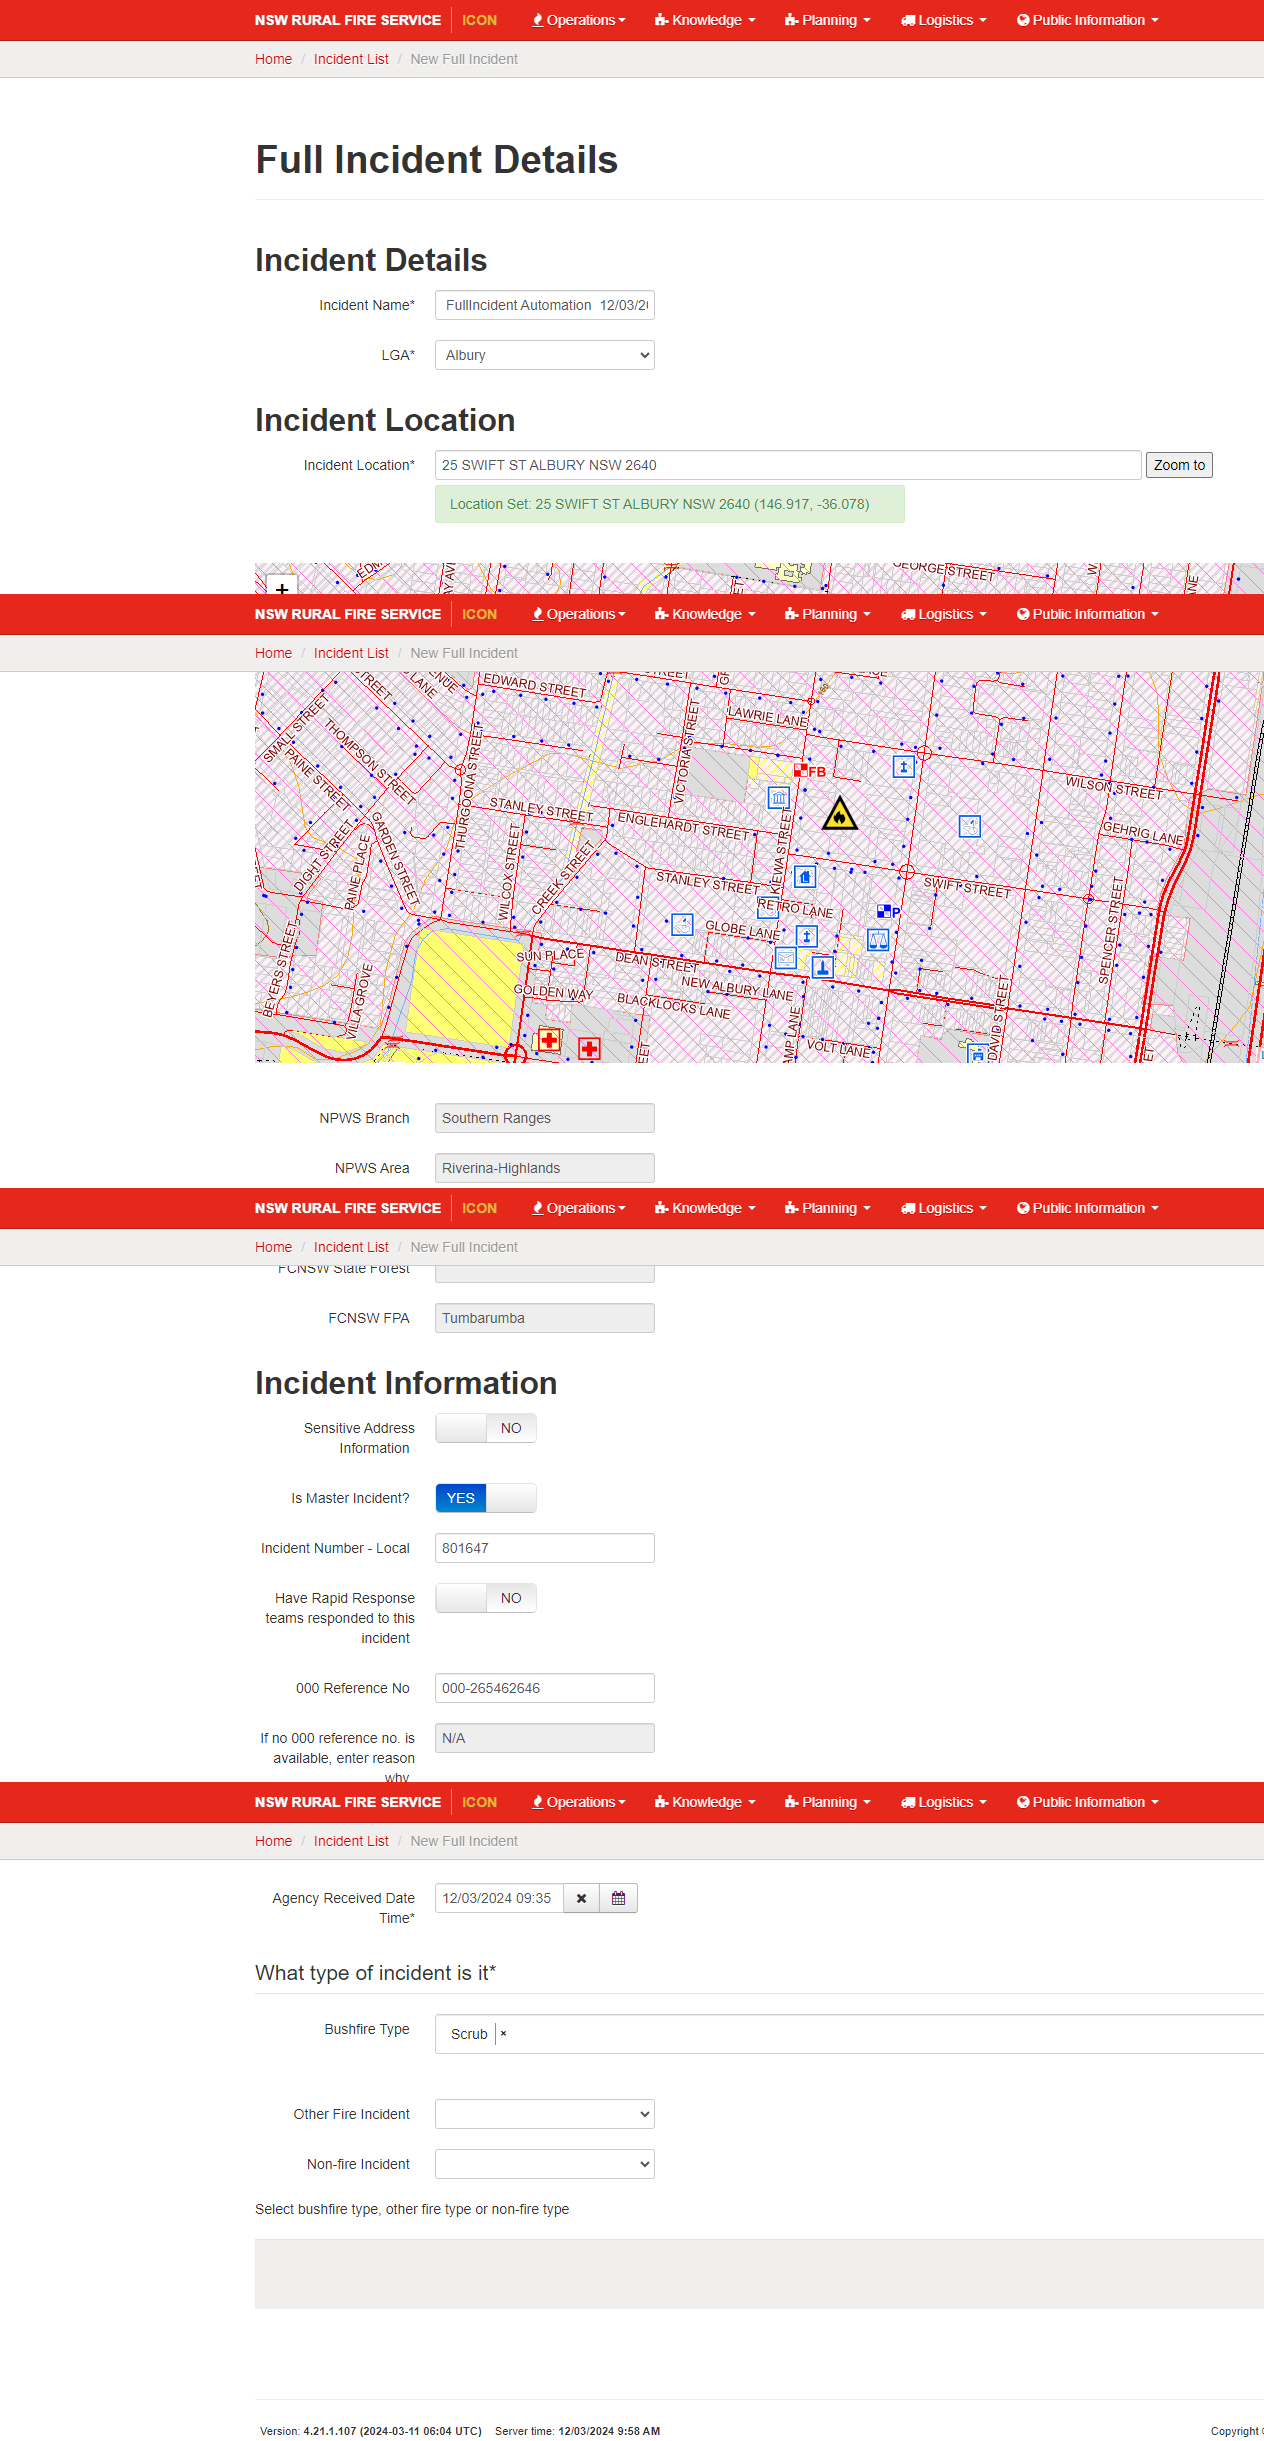 NSW RURAL FIRE SERVICE ICON Operations Knowledge Planning Logistics Public Information
Home / Incident List / New Full Incident
Full Incident Details
Incident Details
Incident Name* FullIncident Automation 12/03/2
LGA* Albury
Incident Location
Incident Location* 25 SWIFT ST ALBURY NSW 2640 Zoom to
Location Set: 25 SWIFT ST ALBURY NSW 2640 (146.917, -36.078)
+
GEORGE STREET
NSW RURAL FIRE SERVICE ICON Operations Knowledge Planning Logistics Public Information
Home / Incident List / New Full Incident
EDWARD STREET
LANE
STREET
SMALL STREET
THOMPSON STREET
PAINE STREET
LAWRIE LANE
VICTORIA STREET
THURGOONA STREET
FB
WILSON STREET
STANLEY STREET
ENGLEHARDT STREET
GEHRIG LANE
GARDEN STREET
DIGHT STREET
PAINE PLACE
WILCOX STREET
CREEK STREET
KIEWA STREET
STANLEY STREET
SWIFT STREET
RETRO LANE
P
GLOBE LANE
SPENCER STREET
BEYERS STREET
SUN PLACE
DEAN STREET
VILLA GROVE
GOLDEN WAY
NEW ALBURY LANE
BLACKLOCKS LANE
VOLT LANE
DAVID STREET
NPWS Branch Southern Ranges
NPWS Area Riverina-Highlands
NSW RURAL FIRE SERVICE ICON Operations Knowledge Planning Logistics Public Information
Home / Incident List / New Full Incident
FCNSW State Forest
FCNSW FPA Tumbarumba
Incident Information
Sensitive Address
Information NO
Is Master Incident? YES
Incident Number - Local 801647
Have Rapid Response
teams responded to this
incident NO
000 Reference No 000-265462646
If no 000 reference no. is
available, enter reason
why N/A
NSW RURAL FIRE SERVICE ICON Operations Knowledge Planning Logistics Public Information
Home / Incident List / New Full Incident
Agency Received Date
Time* 12/03/2024 09:35
What type of incident is it*
Bushfire Type Scrub ×
Other Fire Incident
Non-fire Incident
Select bushfire type, other fire type or non-fire type
Version: 4.21.1.107 (2024-03-11 06:04 UTC) Server time: 12/03/2024 9:58 AM Copyright